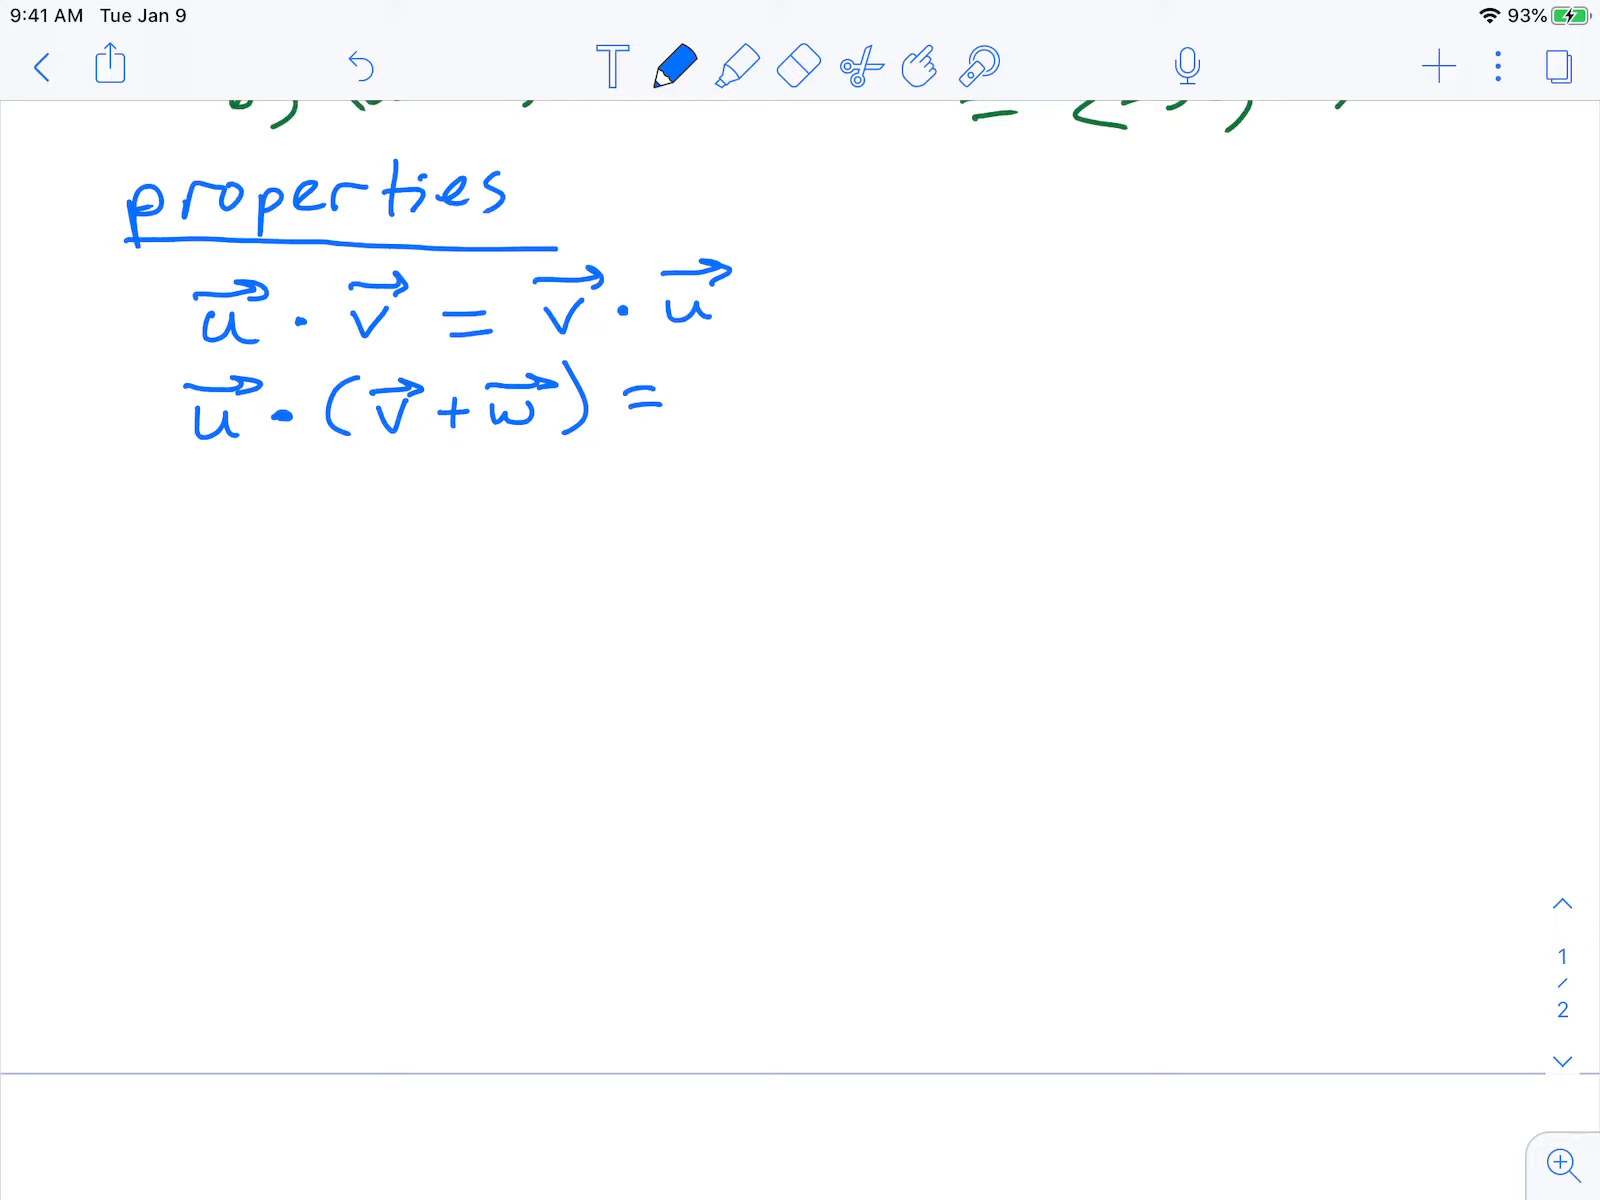 9:41 AM Tue Jan 9 93%
properties
u⃗ · v⃗ = v⃗ · u⃗
u⃗ · (v⃗ + w⃗) =
1
/
2